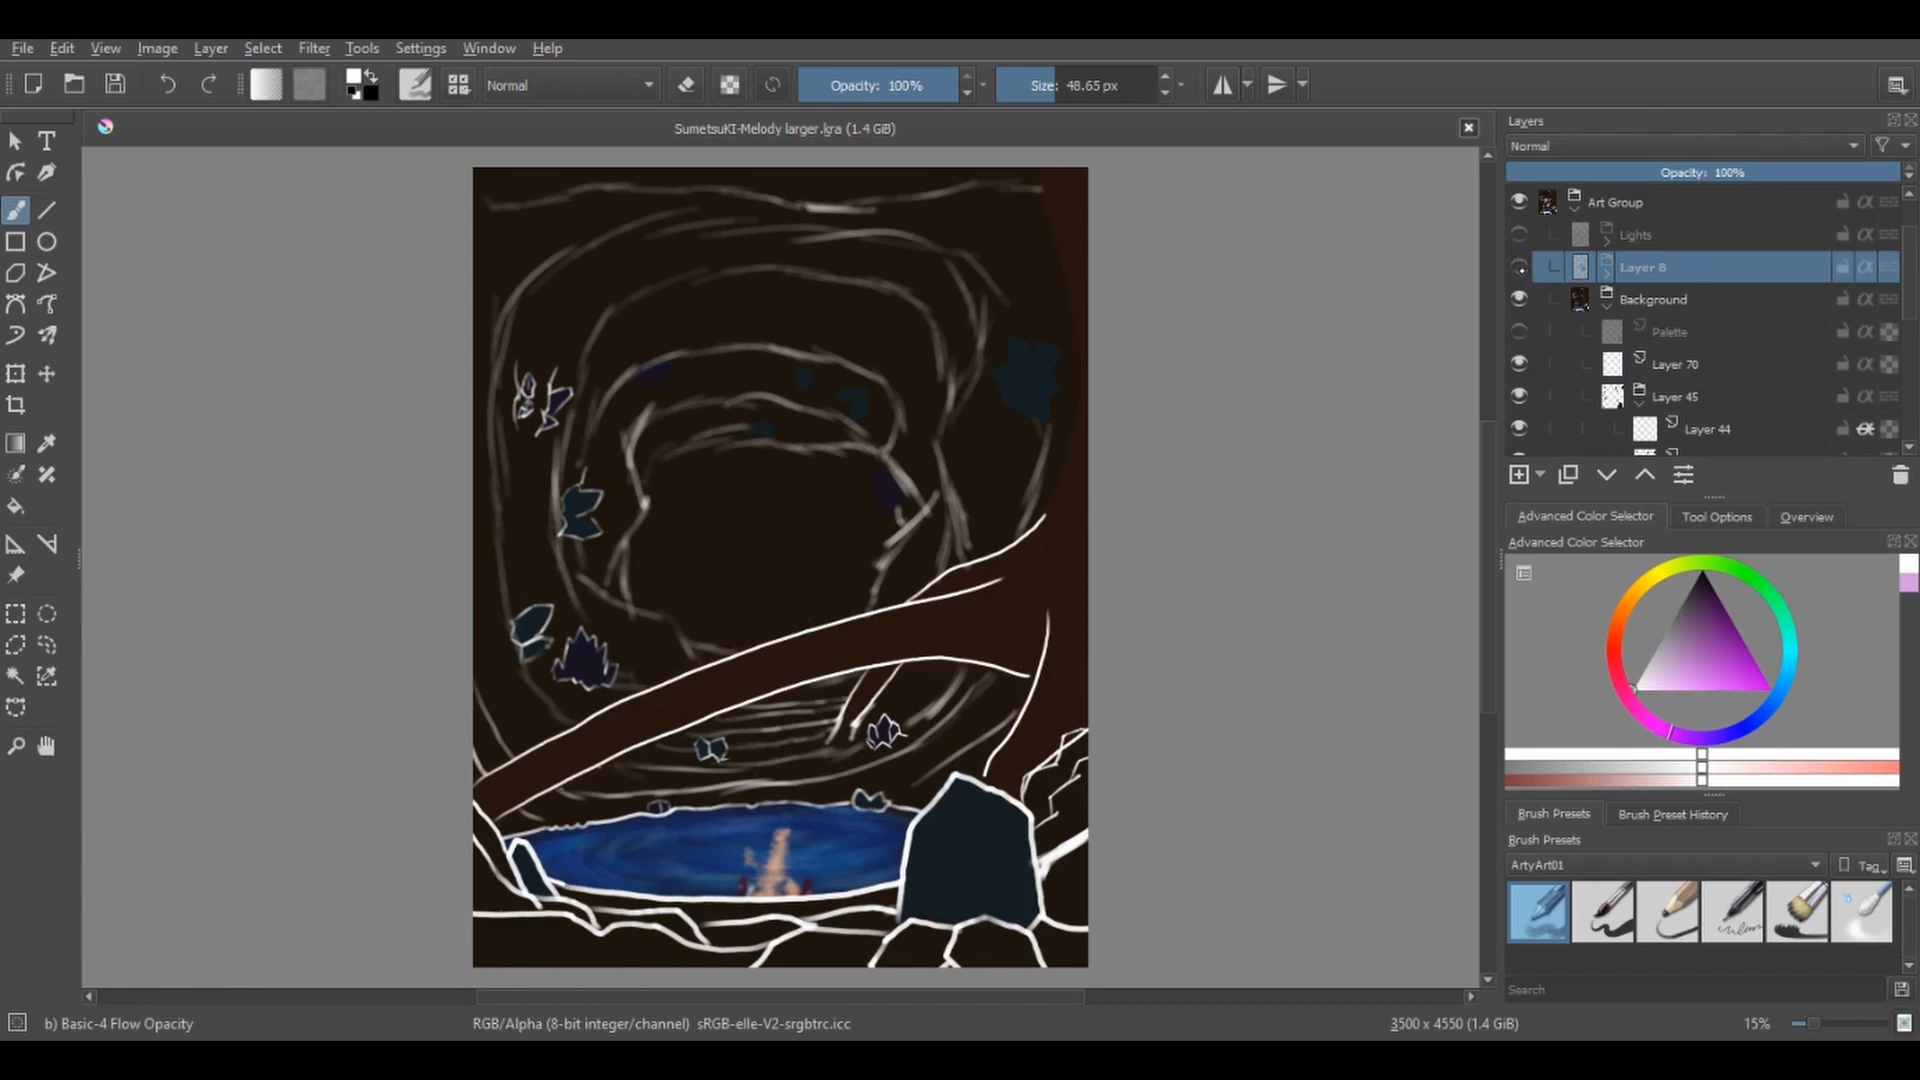 File Edit View Image Layer Select Filter Tools Settings Window Help
Normal Opacity: 100% Size: 48.65 px
SumetsuKI-Melody larger.kra (1.4 GiB)
Layers
Normal
Opacity: 100%
Art Group
Lights
Layer 8
Background
Palette
Layer 70
Layer 45
Layer 44
Advanced Color Selector Tool Options Overview
Advanced Color Selector
Brush Presets Brush Preset History
Brush Presets
ArtyArt01 Tag
Search
b) Basic-4 Flow Opacity RGB/Alpha (8-bit integer/channel) sRGB-elle-V2-srgbtrc.icc 3500 x 4550 (1.4 GiB) 15%